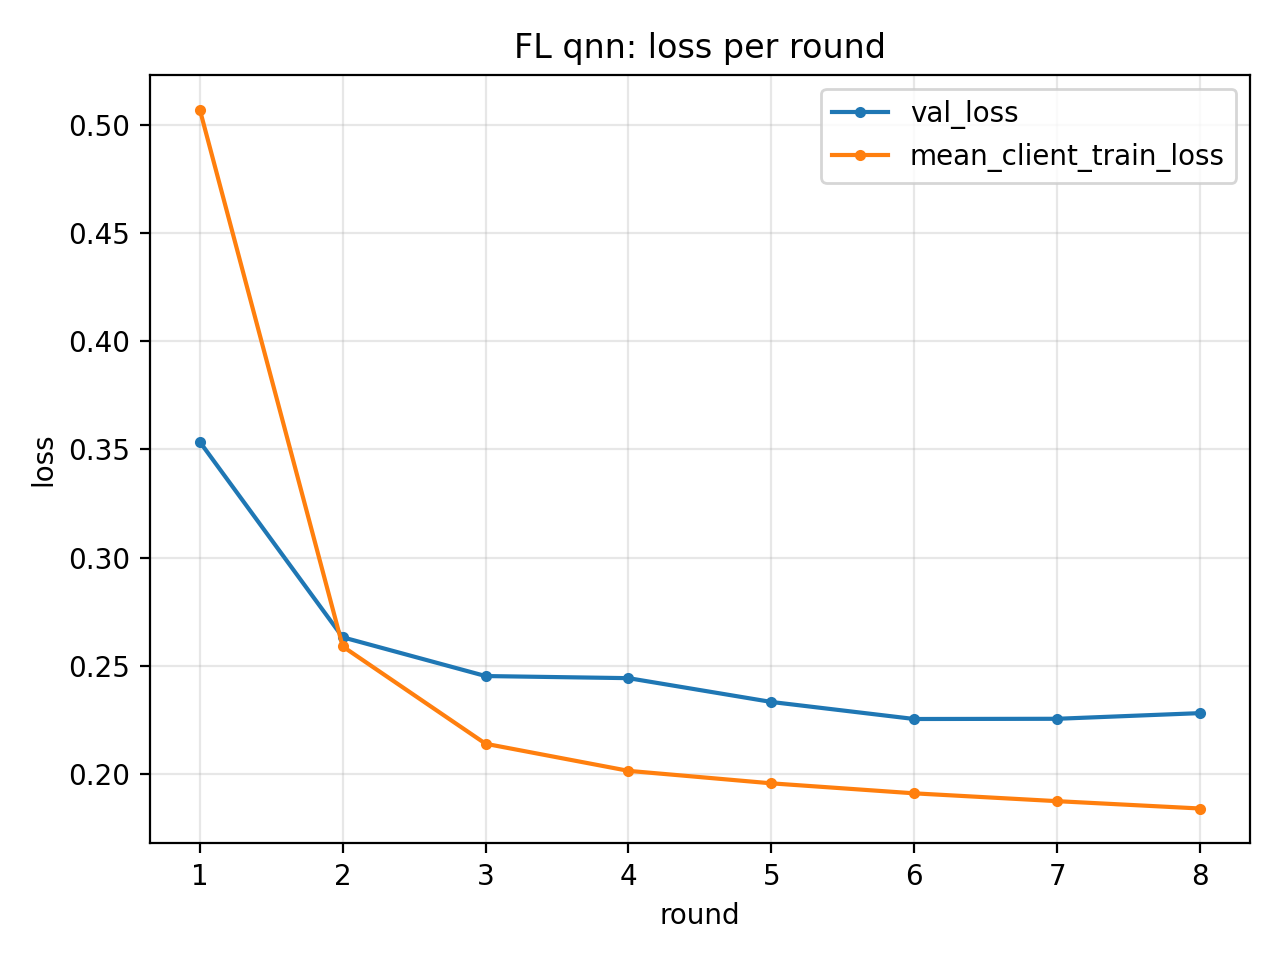 FL qnn: loss per round
val_loss
mean_client_train_loss
0.50
0.45
0.40
0.35
0.30
0.25
0.20
loss
1 2 3 4 5 6 7 8
round